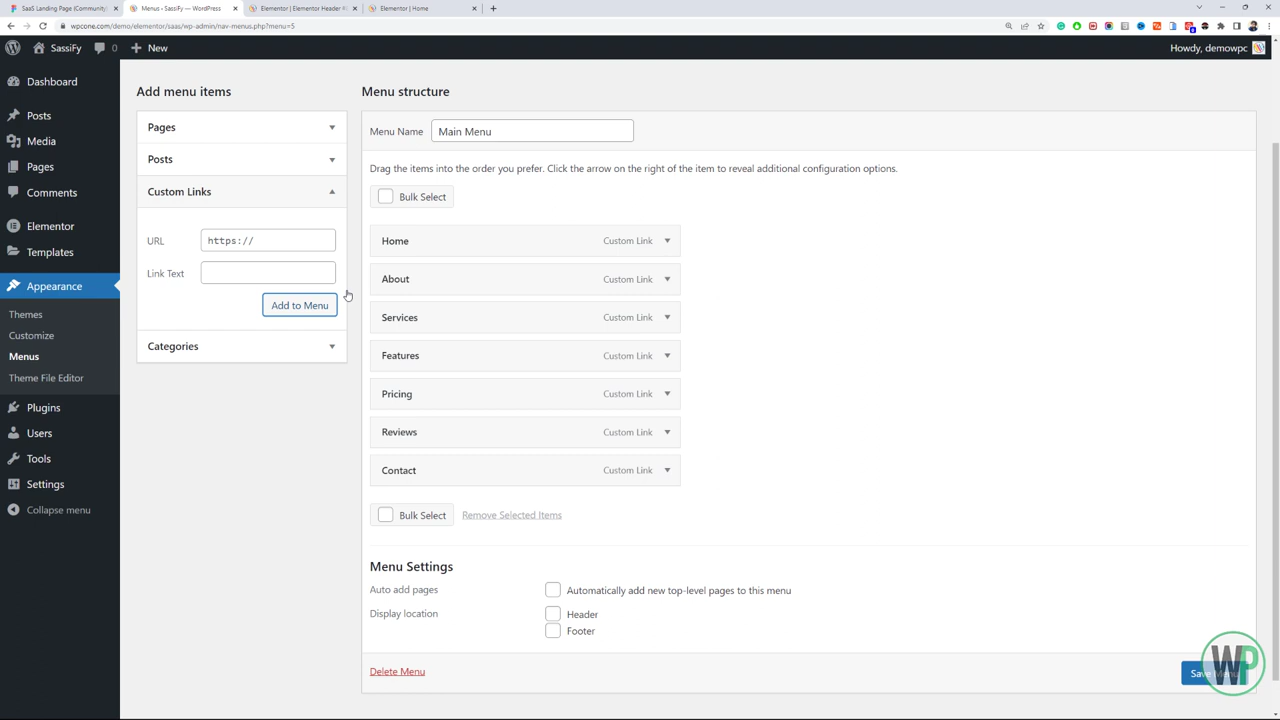 SaaS Landing Page (Community)
Menus ‹ SassiFy — WordPress
Elementor | Elementor Header
Elementor | Home
wpcone.com/demo/elementor/saas/wp-admin/nav-menus.php?menu=5
SassiFy
0
New
Howdy, demowpc
Dashboard
Posts
Media
Pages
Comments
Elementor
Templates
Appearance
Themes
Customize
Menus
Theme File Editor
Plugins
Users
Tools
Settings
Collapse menu
Add menu items
Pages
Posts
Custom Links
URL
https://
Link Text
Add to Menu
Categories
Menu structure
Menu Name
Main Menu
Drag the items into the order you prefer. Click the arrow on the right of the item to reveal additional configuration options.
Bulk Select
Home Custom Link
About Custom Link
Services Custom Link
Features Custom Link
Pricing Custom Link
Reviews Custom Link
Contact Custom Link
Bulk Select
Remove Selected Items
Menu Settings
Auto add pages
Automatically add new top-level pages to this menu
Display location
Header
Footer
Delete Menu
Save Menu
WP